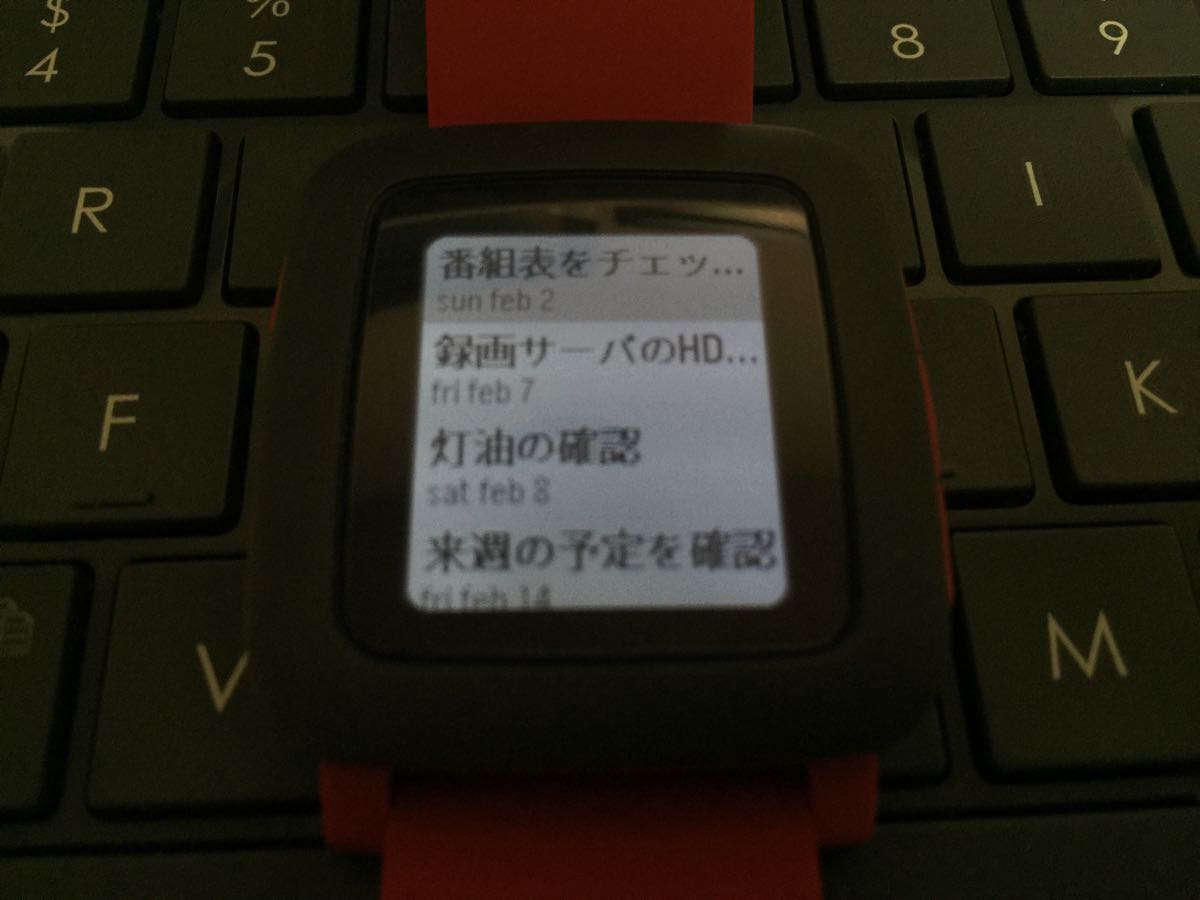 $ % 8 9
4 5
R I
F K
V M
番組表をチェッ...
sun feb 2
録画サーバのHD...
fri feb 7
灯油の確認
sat feb 8
来週の予定を確認
fri feb 14